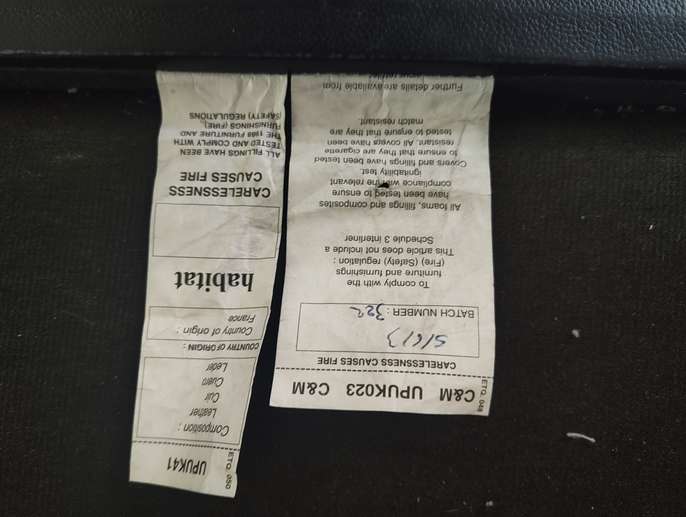 ETQ. 050
UPUK41
Composition :
Leather
Cuir
Cuero
Leder
COUNTRY OF ORIGIN :
Country of origin :
France
habitat
CARELESSNESS
CAUSES FIRE
ALL FILLINGS HAVE BEEN
TESTED AND COMPLY WITH
THE 1988 FURNITURE AND
FURNISHINGS (FIRE)
(SAFETY) REGULATIONS
ETQ. 049
C&M UPUK023 C&M
CARELESSNESS CAUSES FIRE
BATCH NUMBER : 322
To comply with the
furniture and furnishings
(Fire) (Safety) regulation :
This article does not include a
Schedule 3 interliner
All foams, fillings and composites
have been tested to ensure
compliance with the relevant
ignitability test
Covers and fillings have been tested
to ensure that they are cigarette
resistant. All covers have been
tested to ensure that they are
match resistant.
Further details are available from
your retailer